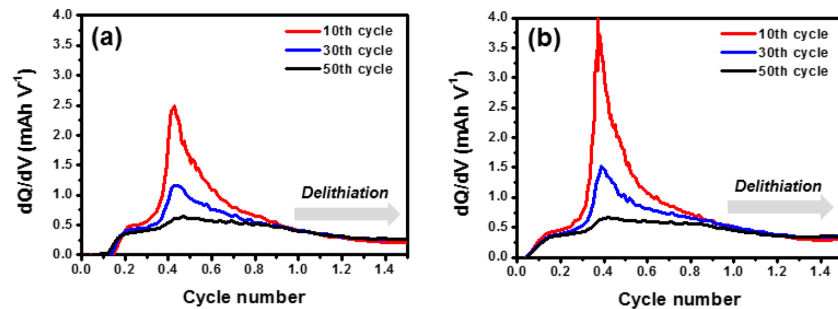 (a)
10th cycle
30th cycle
50th cycle
4.0
3.5
3.0
2.5
2.0
1.5
1.0
0.5
0.0
dQ/dV (mAh V⁻¹)
Delithiation
0.0 0.2 0.4 0.6 0.8 1.0 1.2 1.4
Cycle number
(b)
10th cycle
30th cycle
50th cycle
4.0
3.5
3.0
2.5
2.0
1.5
1.0
0.5
0.0
dQ/dV (mAh V⁻¹)
Delithiation
0.0 0.2 0.4 0.6 0.8 1.0 1.2 1.4
Cycle number